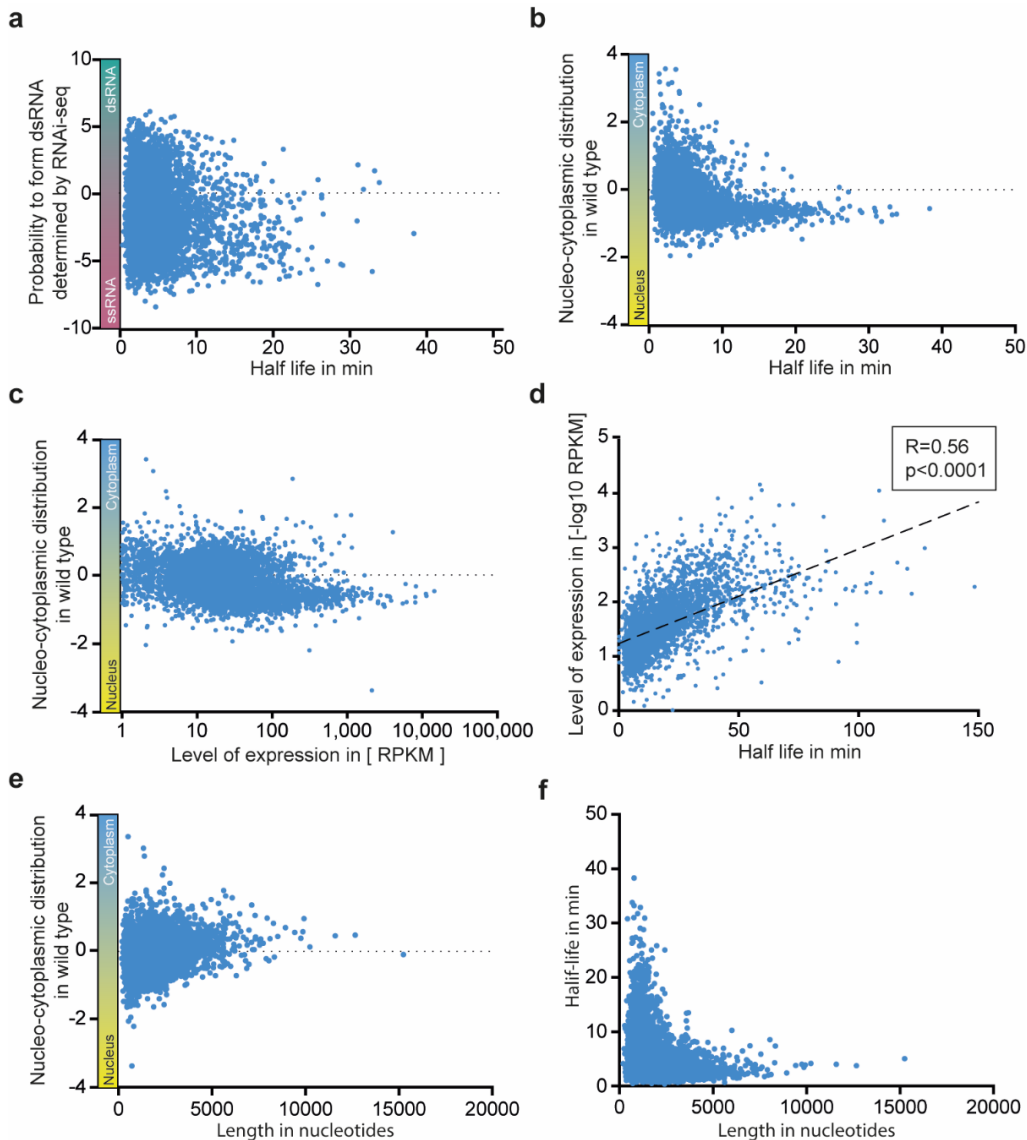 a
10
5
0
-5
-10
dsRNA
ssRNA
Probability to form dsRNA
determined by RNAi-seq
0 10 20 30 40 50
Half life in min
b
4
2
0
-2
-4
Cytoplasm
Nucleus
Nucleo-cytoplasmic distribution
in wild type
0 10 20 30 40 50
Half life in min
c
4
2
0
-2
-4
Cytoplasm
Nucleus
Nucleo-cytoplasmic distribution
in wild type
1 10 100 1,000 10,000 100,000
Level of expression in [ RPKM ]
d
5
4
3
2
1
0
Level of expression in [-log10 RPKM]
R=0.56
p<0.0001
0 50 100 150
Half life in min
e
4
2
0
-2
-4
Cytoplasm
Nucleus
Nucleo-cytoplasmic distribution
in wild type
0 5000 10000 15000 20000
Length in nucleotides
f
50
40
30
20
10
0
Halif-life in min
0 5000 10000 15000 20000
Length in nucleotides